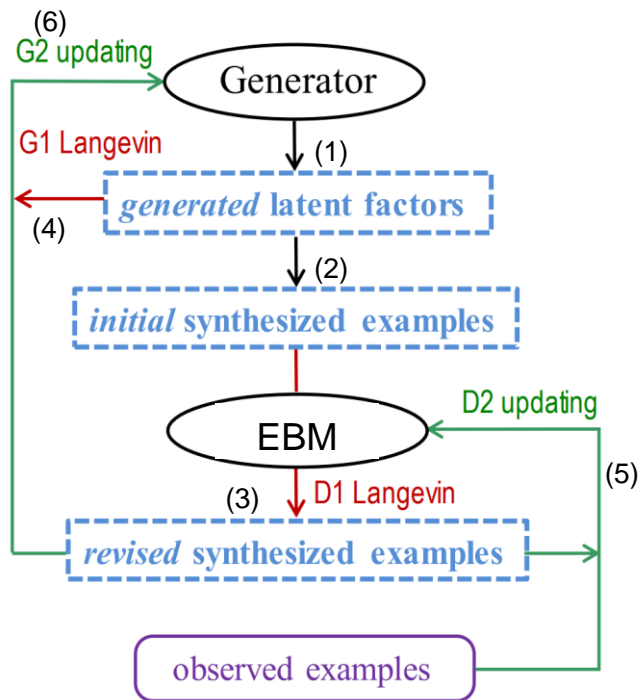 (6)
G2 updating
Generator
G1 Langevin
(1)
generated latent factors
(4)
(2)
initial synthesized examples
D2 updating
EBM
(5)
(3)
D1 Langevin
revised synthesized examples
observed examples